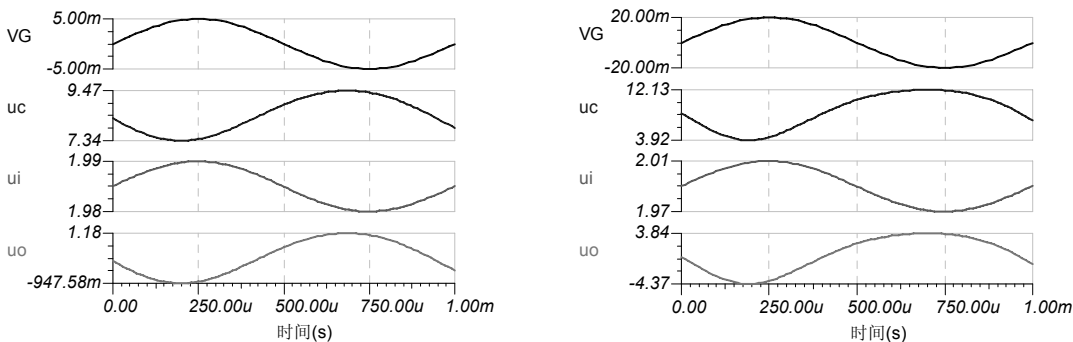 VG
5.00m
-5.00m
uc
9.47
7.34
ui
1.99
1.98
uo
1.18
-947.58m
0.00 250.00u 500.00u 750.00u 1.00m
时间(s)
VG
20.00m
-20.00m
uc
12.13
3.92
ui
2.01
1.97
uo
3.84
-4.37
0.00 250.00u 500.00u 750.00u 1.00m
时间(s)